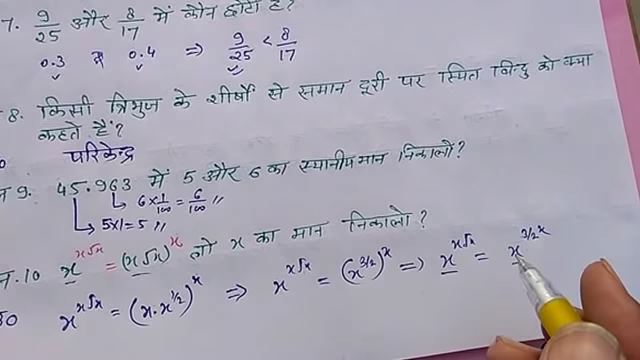 7. 9/25 और 8/17 में कौन छोटा है?
0.3 व 0.4 ⇒ 9/25 < 8/17
8. किसी त्रिभुज के शीर्षों से समान दूरी पर स्थित बिन्दु को क्या
कहते हैं?
परिकेन्द्र
9. 45.963 में 5 और 6 का स्थानीय मान निकालो?
6×1/100 = 6/100 〃
5×1=5 〃
न.10 x^{x√x} = (x√x)^x तो x का मान निकालो?
x^{x√x} = (x.x^{1/2})^x ⇒ x^{x√x} = (x^{3/2})^x ⇒ x^{x√x} = x^{3/2 x}